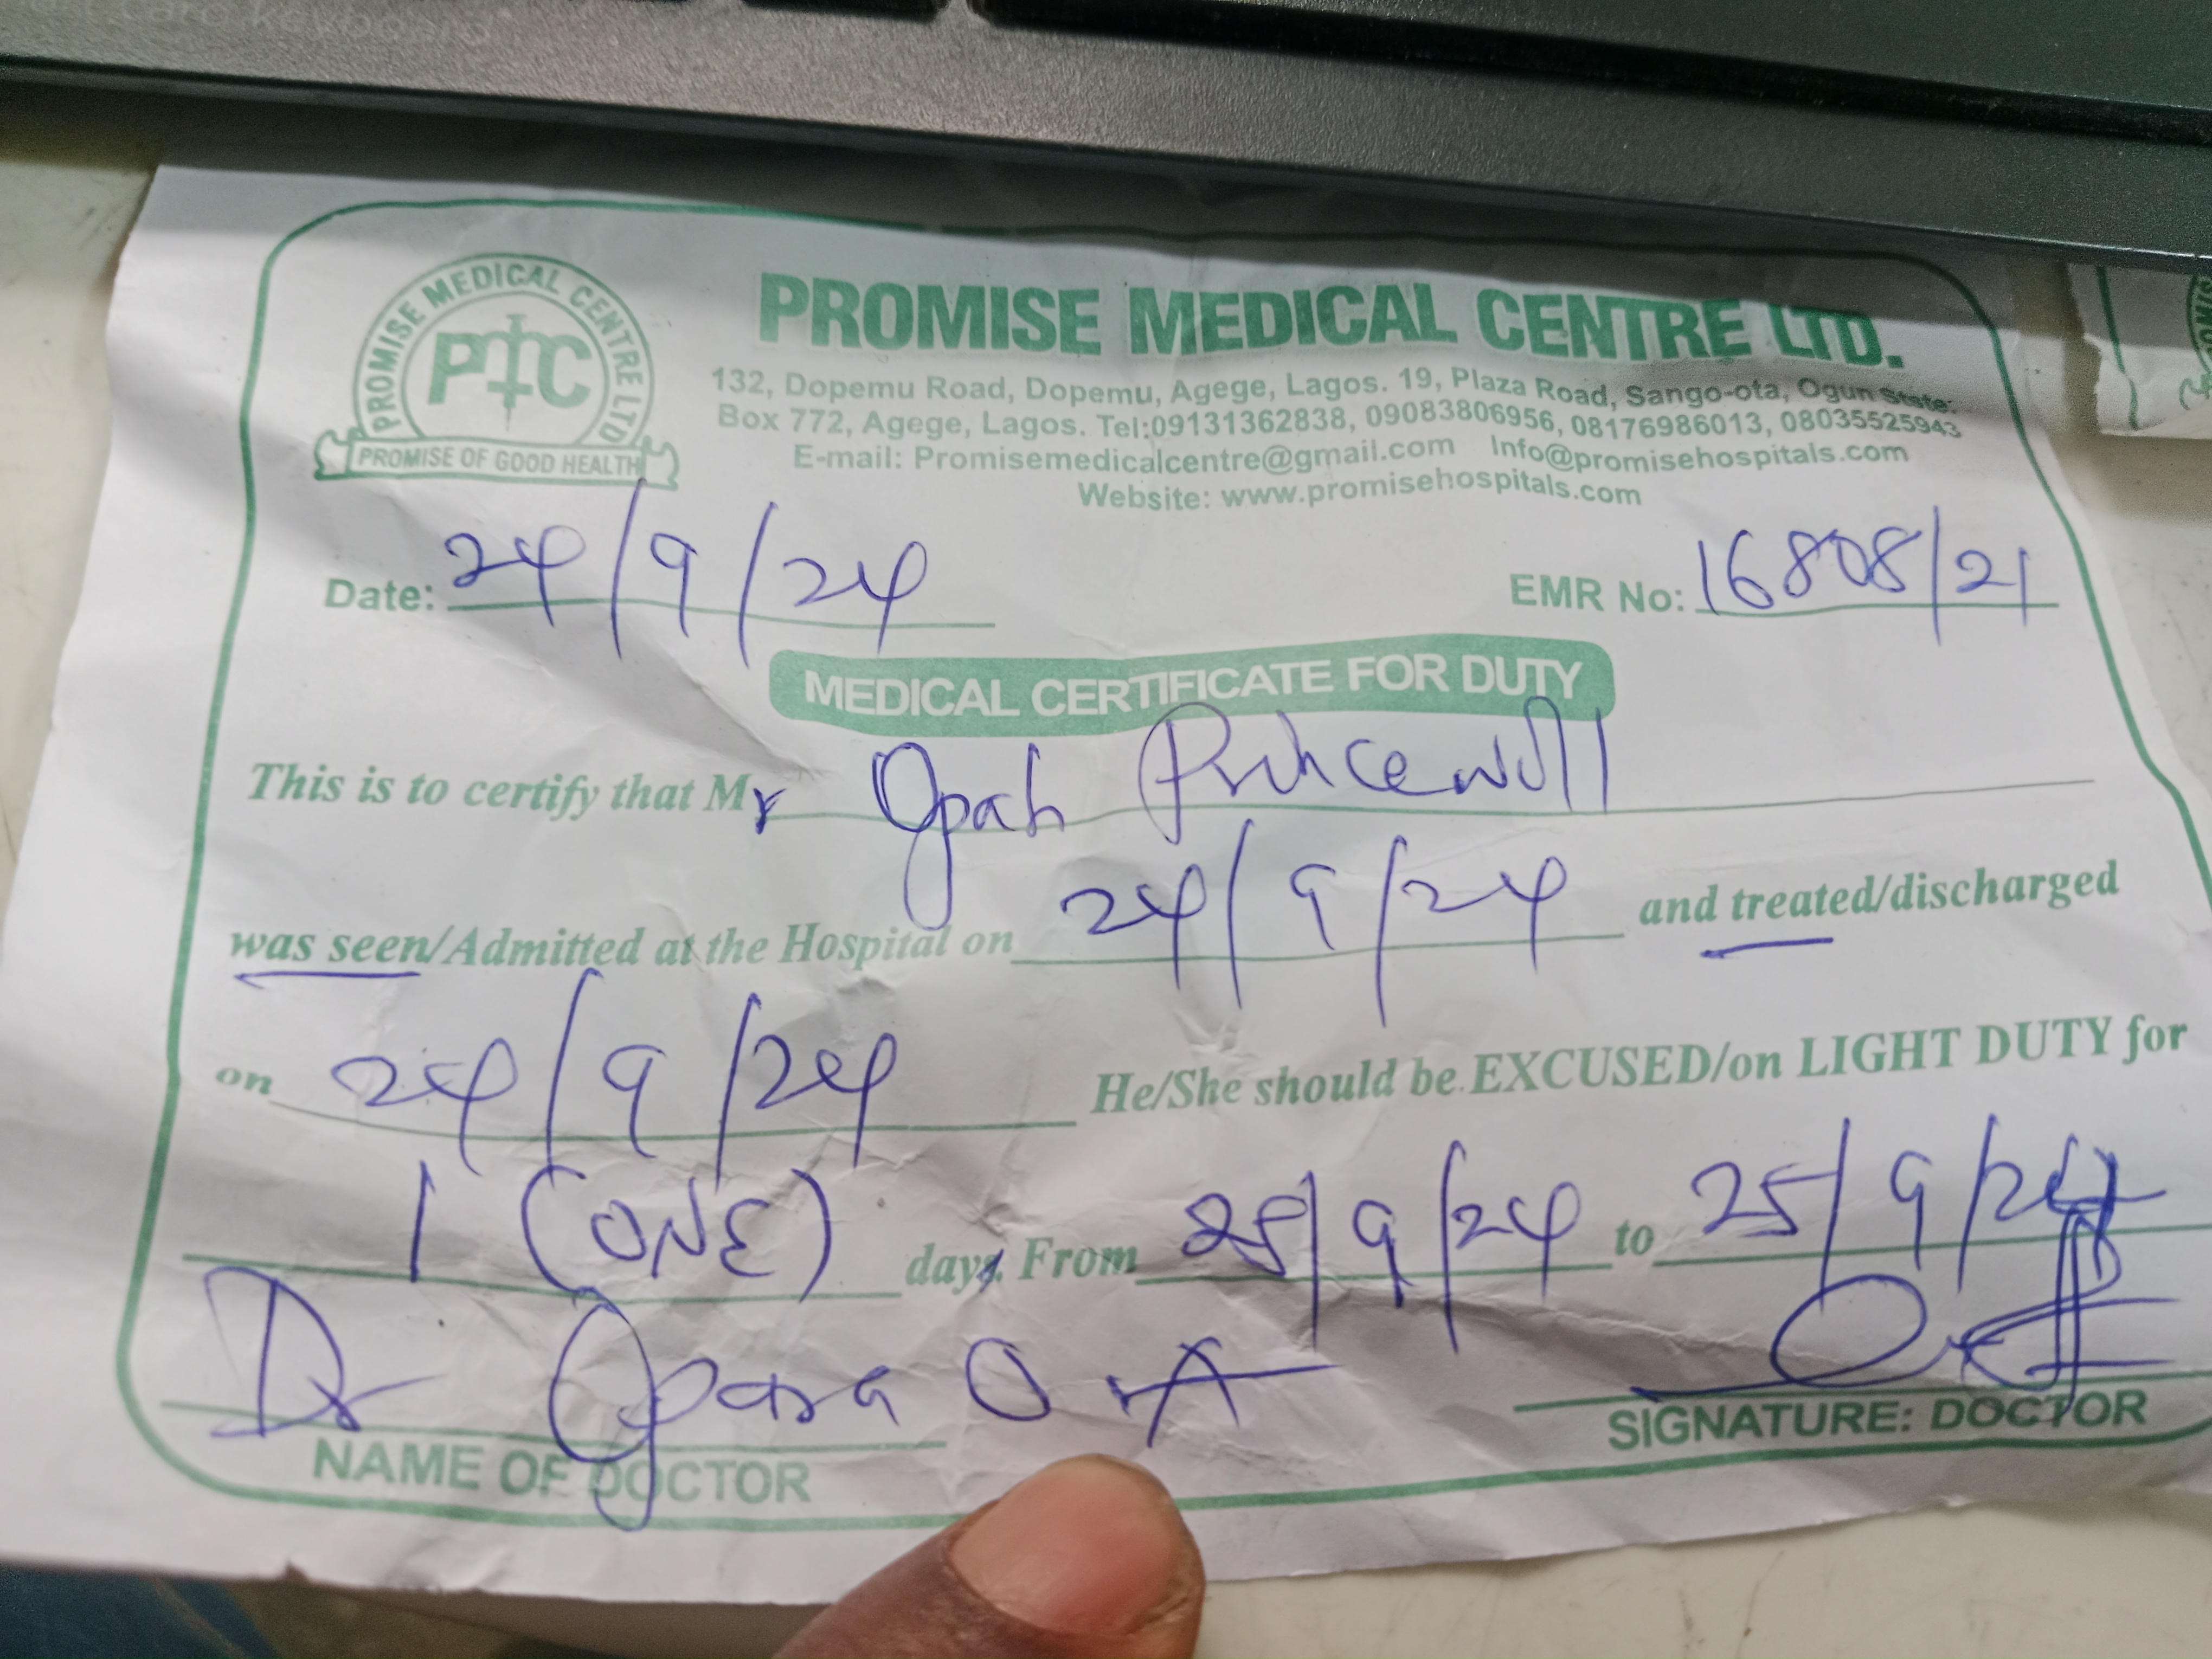 PROMISE MEDICAL CENTRE LTD
PTC
PROMISE OF GOOD HEALTH
PROMISE MEDICAL CENTRE LTD.
132, Dopemu Road, Dopemu, Agege, Lagos. 19, Plaza Road, Sango-ota, Ogun State.
Box 772, Agege, Lagos. Tel:09131362838, 09083806956, 08176986013, 08035525943
E-mail: Promisemedicalcentre@gmail.com Info@promisehospitals.com
Website: www.promisehospitals.com
Date: 24/9/24 EMR No: 16808/21
MEDICAL CERTIFICATE FOR DUTY
This is to certify that Mr Opah Princewill
was seen/Admitted at the Hospital on 24/9/24 and treated/discharged
on 24/9/24 He/She should be EXCUSED/on LIGHT DUTY for
1 (ONE) day. From 25/9/24 to 25/9/24
Dr Opara O. A
NAME OF DOCTOR SIGNATURE: DOCTOR